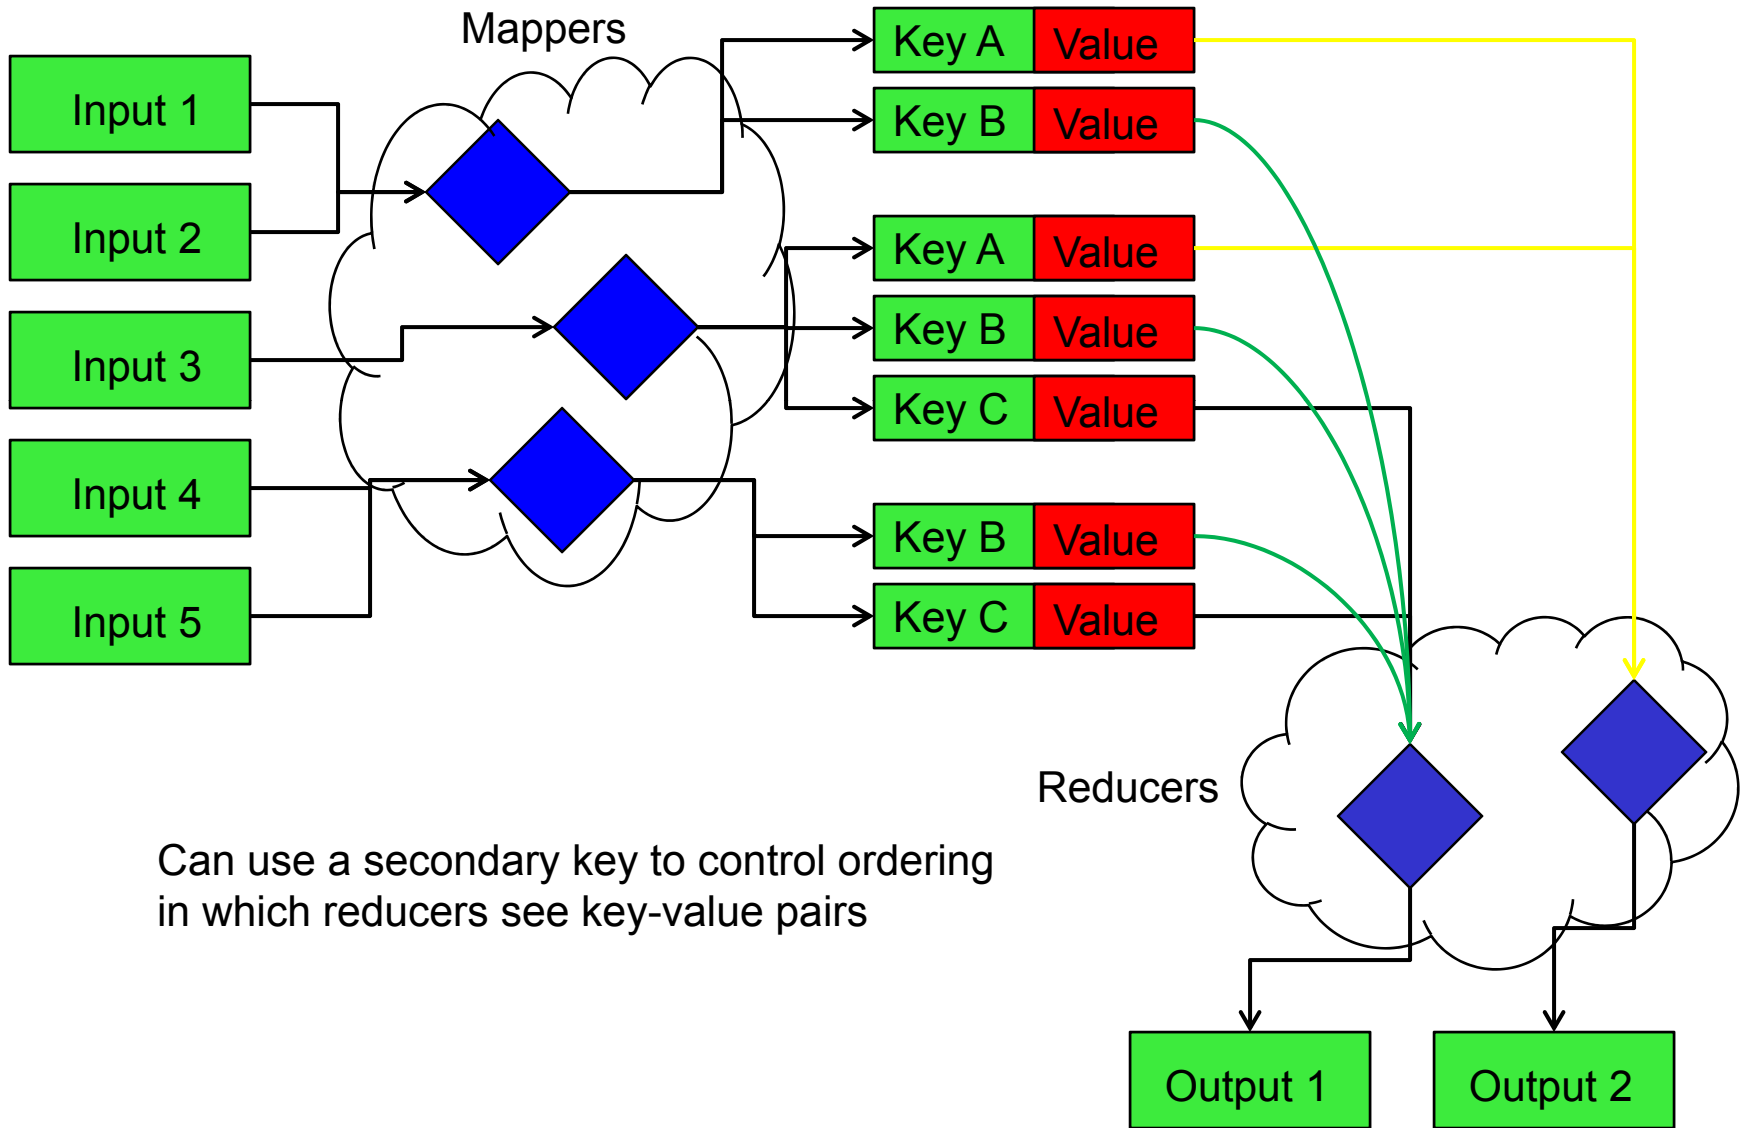 Mappers
Input 1
Input 2
Input 3
Input 4
Input 5
Key A Value
Key B Value
Key A Value
Key B Value
Key C Value
Key B Value
Key C Value
Reducers
Can use a secondary key to control ordering
in which reducers see key-value pairs
Output 1
Output 2